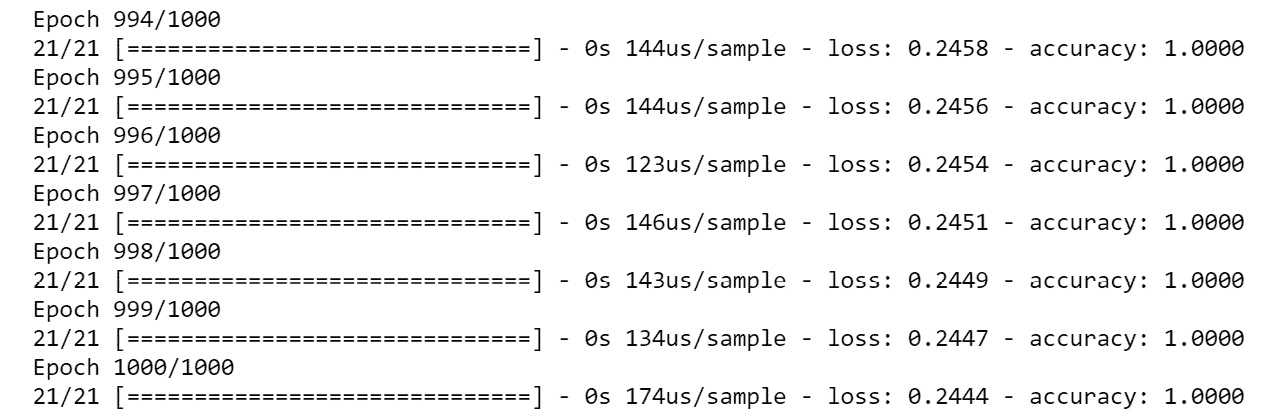 Epoch 994/1000
21/21 [==============================] - 0s 144us/sample - loss: 0.2458 - accuracy: 1.0000
Epoch 995/1000
21/21 [==============================] - 0s 144us/sample - loss: 0.2456 - accuracy: 1.0000
Epoch 996/1000
21/21 [==============================] - 0s 123us/sample - loss: 0.2454 - accuracy: 1.0000
Epoch 997/1000
21/21 [==============================] - 0s 146us/sample - loss: 0.2451 - accuracy: 1.0000
Epoch 998/1000
21/21 [==============================] - 0s 143us/sample - loss: 0.2449 - accuracy: 1.0000
Epoch 999/1000
21/21 [==============================] - 0s 134us/sample - loss: 0.2447 - accuracy: 1.0000
Epoch 1000/1000
21/21 [==============================] - 0s 174us/sample - loss: 0.2444 - accuracy: 1.0000